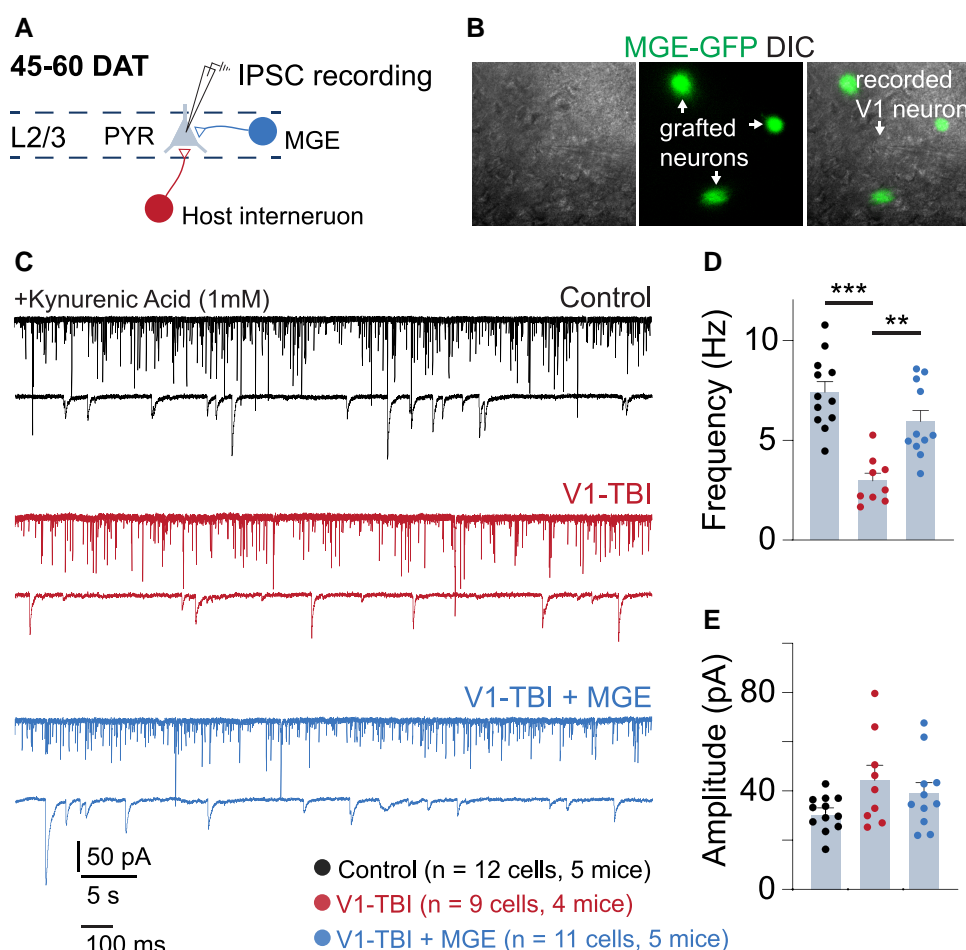 A
45-60 DAT
IPSC recording
L2/3
PYR
MGE
Host interneruon
B
MGE-GFP DIC
grafted
neurons
recorded
V1 neuron
C
+Kynurenic Acid (1mM)
Control
V1-TBI
V1-TBI + MGE
50 pA
5 s
100 ms
Control (n = 12 cells, 5 mice)
V1-TBI (n = 9 cells, 4 mice)
V1-TBI + MGE (n = 11 cells, 5 mice)
D
***
**
Frequency (Hz)
10
5
0
E
Amplitude (pA)
80
40
0